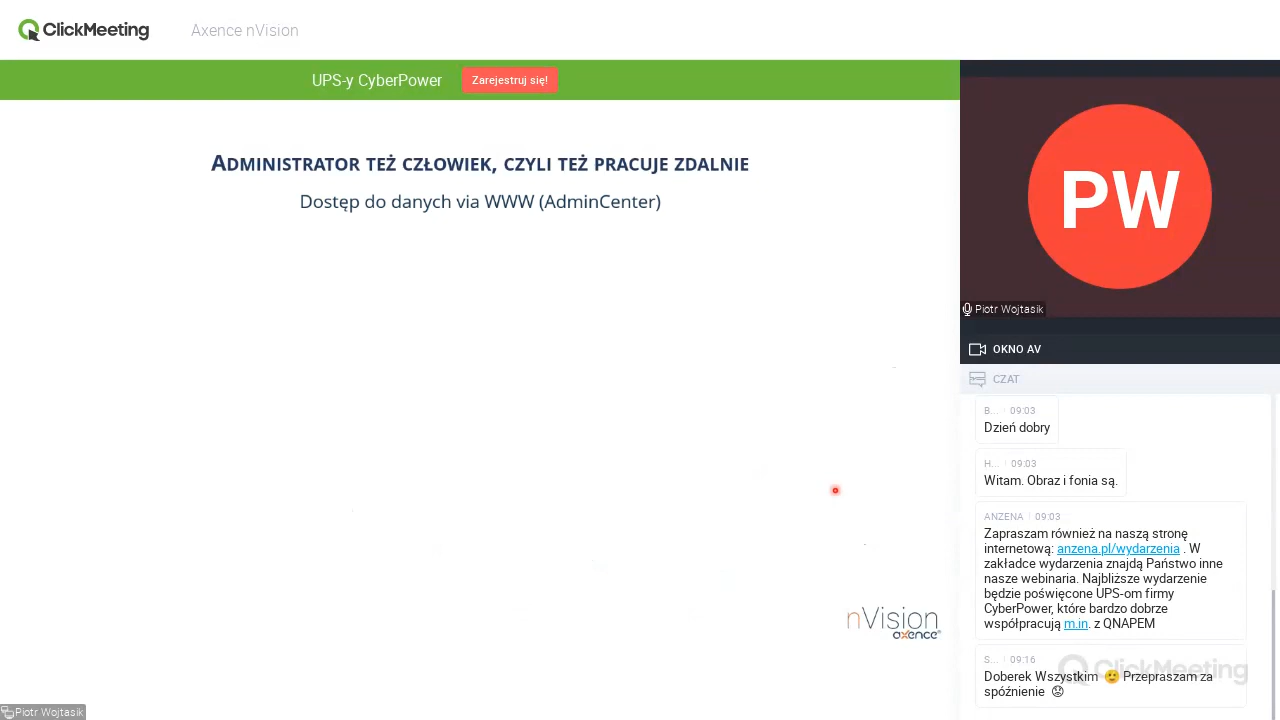 ClickMeeting
Axence nVision
UPS-y CyberPower
Zarejestruj się!
ADMINISTRATOR TEŻ CZŁOWIEK, CZYLI TEŻ PRACUJE ZDALNIE
Dostęp do danych via WWW (AdminCenter)
nVision
axence®
Piotr Wojtasik
PW
Piotr Wojtasik
OKNO AV
CZAT
B... 09:03
Dzień dobry
H... 09:03
Witam. Obraz i fonia są.
ANZENA 09:03
Zapraszam również na naszą stronę
internetową: anzena.pl/wydarzenia . W
zakładce wydarzenia znajdą Państwo inne
nasze webinaria. Najbliższe wydarzenie
będzie poświęcone UPS-om firmy
CyberPower, które bardzo dobrze
współpracują m.in. z QNAPEM
S... 09:16
Doberek Wszystkim 🙂 Przepraszam za
spóźnienie 😟
ClickMeeting